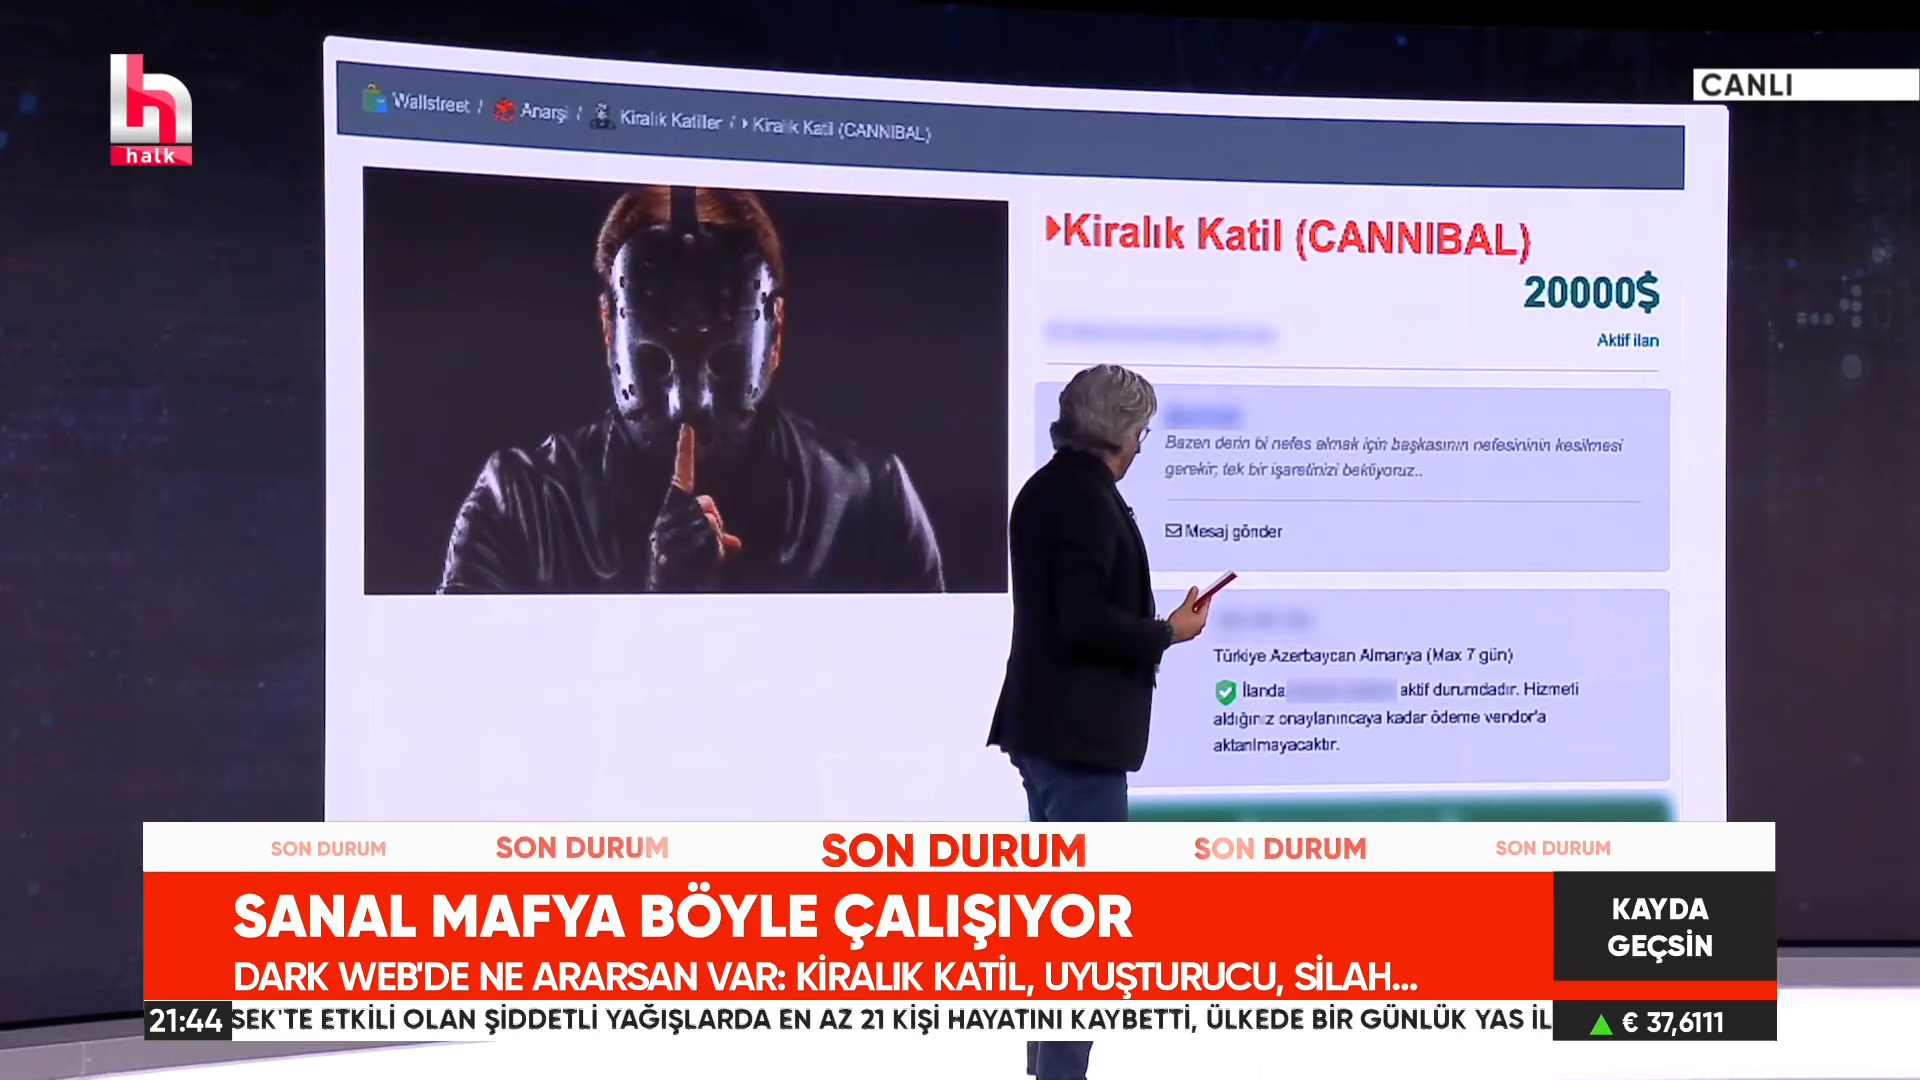 h
halk
CANLI
Wallstreet / Anarşi / Kiralık Katiller / Kiralık Katil (CANNIBAL)
Kiralık Katil (CANNIBAL)
20000$
Aktif ilan
Bazen derin bi nefes almak için başkasının nefesininin kesilmesi
gerekir; tek bir işaretinizi bekliyoruz..
Mesaj gönder
Türkiye Azerbaycan Almanya (Max 7 gün)
İlanda aktif durumdadır. Hizmeti
aldığınız onaylanıncaya kadar ödeme vendor'a
aktarılmayacaktır.
SON DURUM SON DURUM SON DURUM SON DURUM SON DURUM
SANAL MAFYA BÖYLE ÇALIŞIYOR
DARK WEB'DE NE ARARSAN VAR: KİRALIK KATİL, UYUŞTURUCU, SİLAH...
KAYDA
GEÇSİN
21:44 SEK'TE ETKİLİ OLAN ŞİDDETLİ YAĞIŞLARDA EN AZ 21 KİŞİ HAYATINI KAYBETTİ, ÜLKEDE BİR GÜNLÜK YAS İL
€ 37,6111